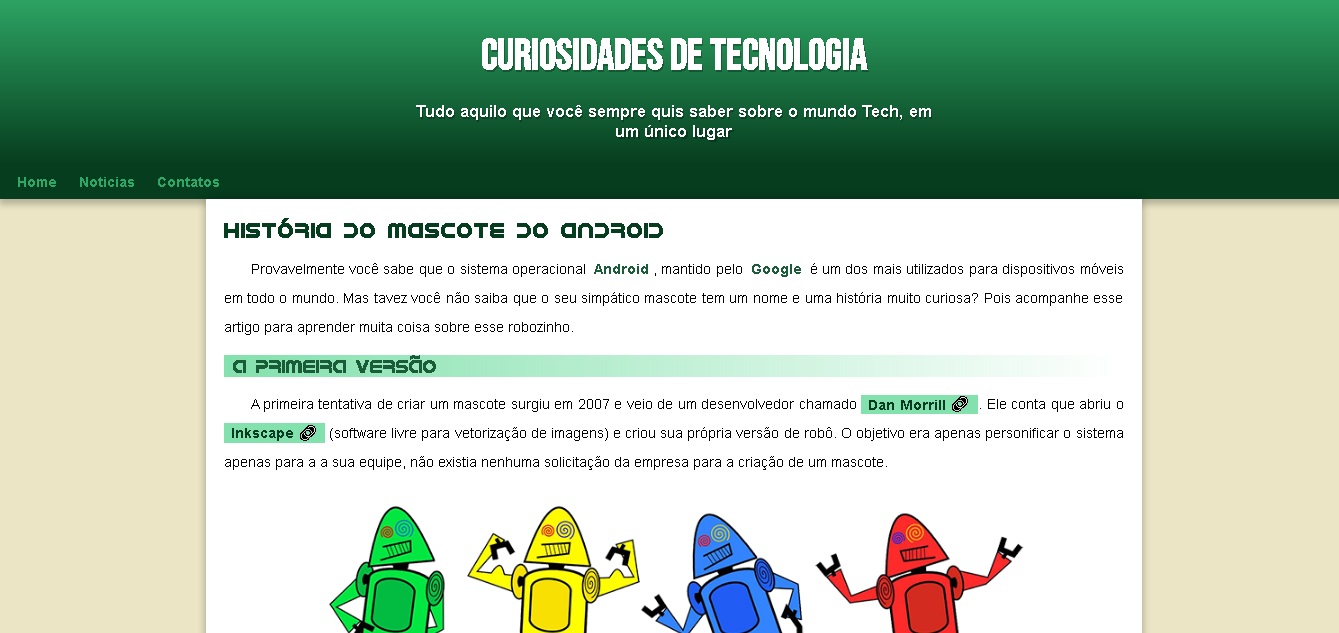 CURIOSIDADES DE TECNOLOGIA
Tudo aquilo que você sempre quis saber sobre o mundo Tech, em
um único lugar
Home Noticias Contatos
HISTÓRIA DO MASCOTE DO ANDROID
Provavelmente você sabe que o sistema operacional Android , mantido pelo Google é um dos mais utilizados para dispositivos móveis
em todo o mundo. Mas tavez você não saiba que o seu simpático mascote tem um nome e uma história muito curiosa? Pois acompanhe esse
artigo para aprender muita coisa sobre esse robozinho.
A PRIMEIRA VERSÃO
A primeira tentativa de criar um mascote surgiu em 2007 e veio de um desenvolvedor chamado Dan Morrill . Ele conta que abriu o
Inkscape (software livre para vetorização de imagens) e criou sua própria versão de robô. O objetivo era apenas personificar o sistema
apenas para a a sua equipe, não existia nenhuma solicitação da empresa para a criação de um mascote.